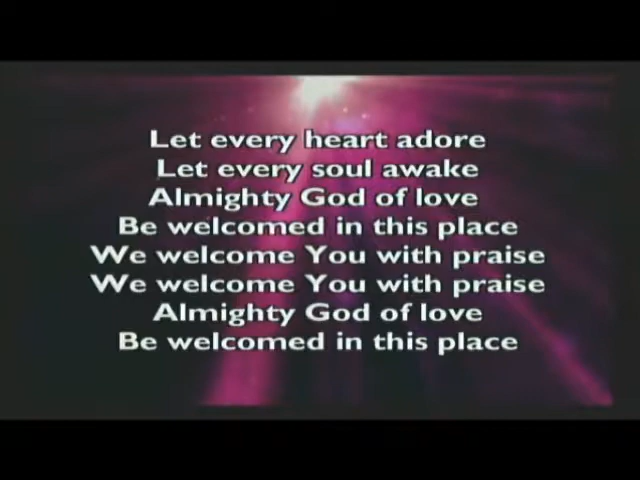 Let every heart adore
Let every soul awake
Almighty God of love
Be welcomed in this place
We welcome You with praise
We welcome You with praise
Almighty God of love
Be welcomed in this place